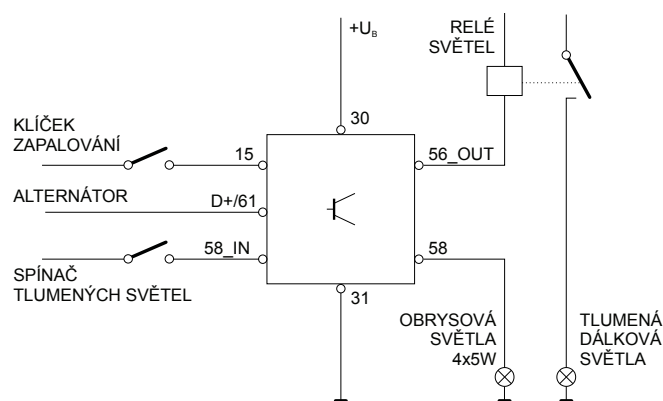 +U_B
RELÉ
SVĚTEL
30
KLÍČEK
ZAPALOVÁNÍ
15
56_OUT
ALTERNÁTOR
D+/61
58_IN
58
SPÍNAČ
TLUMENÝCH SVĚTEL
31
OBRYSOVÁ
SVĚTLA
4x5W
TLUMENÁ
DÁLKOVÁ
SVĚTLA